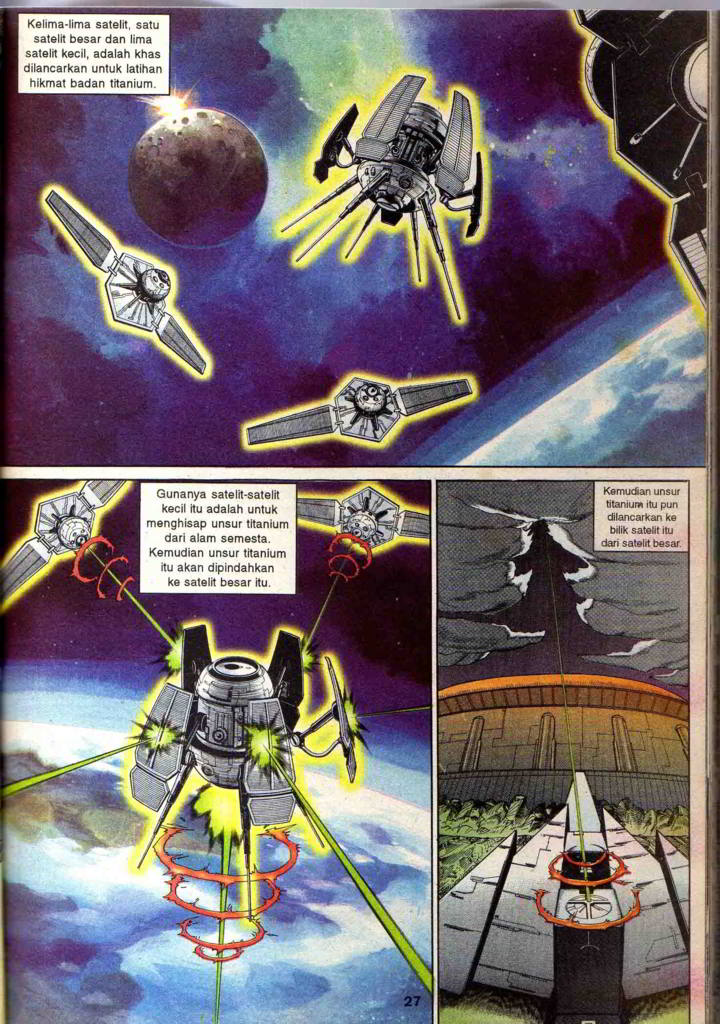 Kelima-lima satelit, satu
satelit besar dan lima
satelit kecil, adalah khas
dilancarkan untuk latihan
hikmat badan titanium.
Gunanya satelit-satelit
kecil itu adalah untuk
menghisap unsur titanium
dari alam semesta.
Kemudian unsur titanium
itu akan dipindahkan
ke satelit besar itu.
Kemudian unsur
titanium itu pun
dilancarkan ke
bilik satelit itu
dari satelit besar.
27